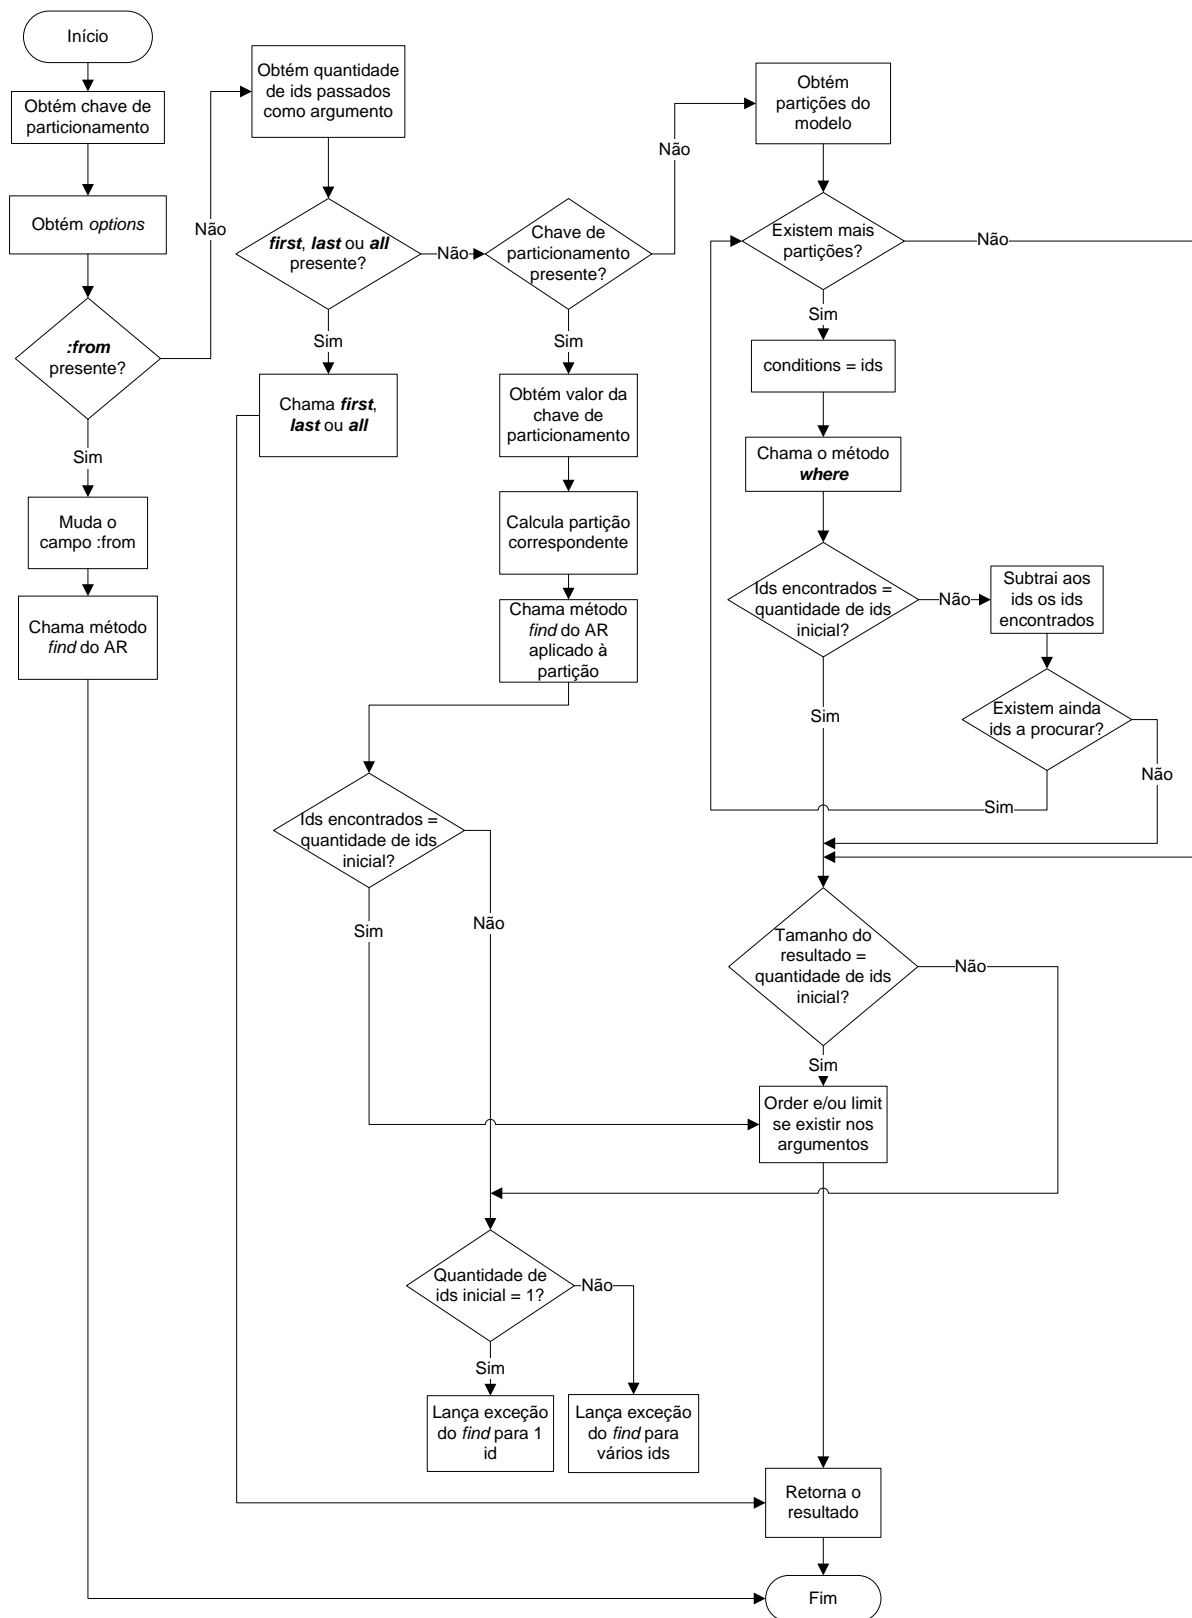 Início
Obtém chave de
particionamento
Obtém options
:from
presente?
Não
Sim
Muda o
campo :from
Chama método
find do AR
Obtém quantidade
de ids passados
como argumento
first, last ou all
presente?
Não
Sim
Chama first,
last ou all
Chave de
particionamento
presente?
Não
Sim
Obtém valor da
chave de
particionamento
Calcula partição
correspondente
Chama método
find do AR
aplicado à
partição
Ids encontrados =
quantidade de ids
inicial?
Sim
Não
Obtém
partições do
modelo
Existem mais
partições?
Não
Sim
conditions = ids
Chama o método
where
Ids encontrados =
quantidade de ids
inicial?
Não
Sim
Subtrai aos
ids os ids
encontrados
Existem ainda
ids a procurar?
Não
Sim
Tamanho do
resultado =
quantidade de ids
inicial?
Não
Sim
Order e/ou limit
se existir nos
argumentos
Quantidade de
ids inicial = 1?
Não
Sim
Lança exceção
do find para 1
id
Lança exceção
do find para
vários ids
Retorna o
resultado
Fim